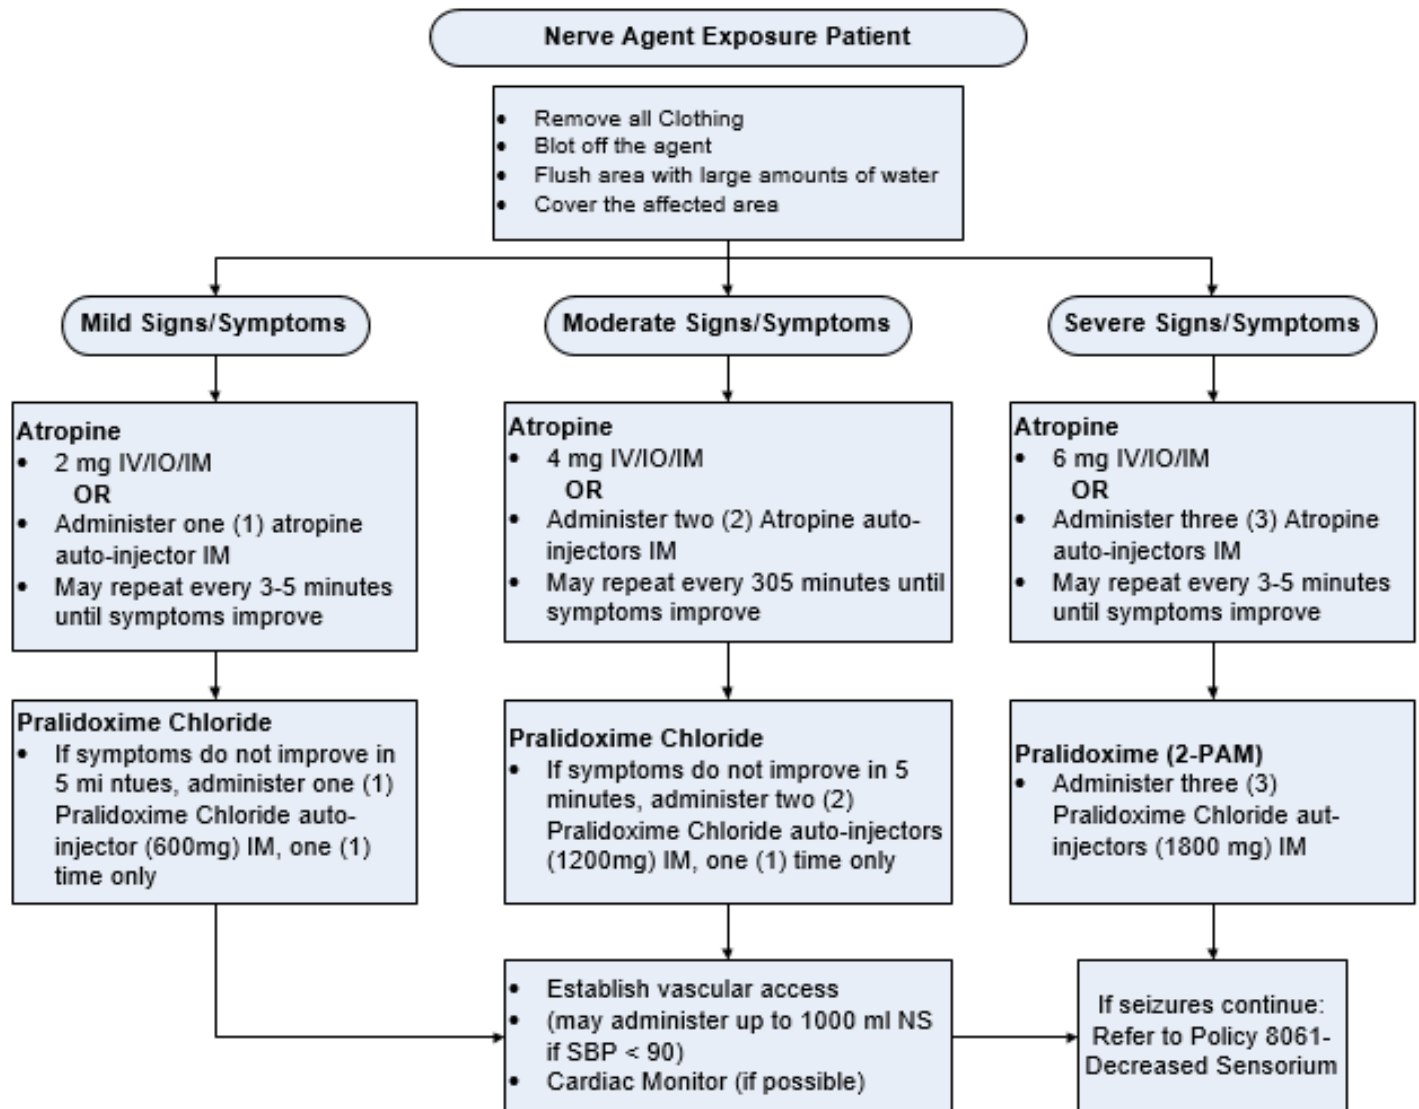 Nerve Agent Exposure Patient
• Remove all Clothing
• Blot off the agent
• Flush area with large amounts of water
• Cover the affected area
Mild Signs/Symptoms
Moderate Signs/Symptoms
Severe Signs/Symptoms
Atropine
• 2 mg IV/IO/IM
OR
• Administer one (1) atropine
auto-injector IM
• May repeat every 3-5 minutes
until symptoms improve
Atropine
• 4 mg IV/IO/IM
OR
• Administer two (2) Atropine auto-
injectors IM
• May repeat every 305 minutes until
symptoms improve
Atropine
• 6 mg IV/IO/IM
OR
• Administer three (3) Atropine
auto-injectors IM
• May repeat every 3-5 minutes
until symptoms improve
Pralidoxime Chloride
• If symptoms do not improve in
5 mi ntues, administer one (1)
Pralidoxime Chloride auto-
injector (600mg) IM, one (1)
time only
Pralidoxime Chloride
• If symptoms do not improve in 5
minutes, administer two (2)
Pralidoxime Chloride auto-injectors
(1200mg) IM, one (1) time only
Pralidoxime (2-PAM)
• Administer three (3)
Pralidoxime Chloride aut-
injectors (1800 mg) IM
• Establish vascular access
• (may administer up to 1000 ml NS
if SBP < 90)
• Cardiac Monitor (if possible)
If seizures continue:
Refer to Policy 8061-
Decreased Sensorium